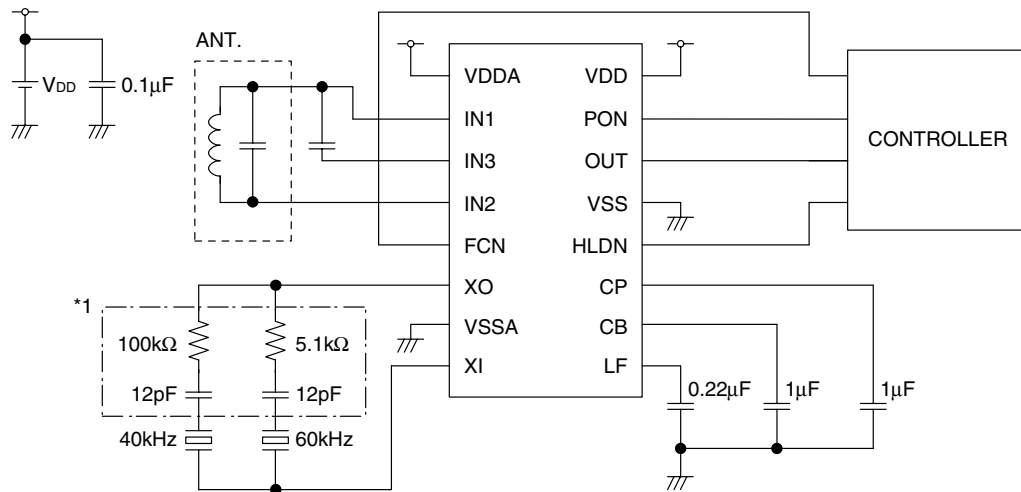 ANT.
VDD
0.1µF
VDDA
VDD
IN1
PON
IN3
OUT
IN2
VSS
FCN
HLDN
XO
CP
VSSA
CB
XI
LF
CONTROLLER
*1
100kΩ
5.1kΩ
12pF
12pF
40kHz
60kHz
0.22µF
1µF
1µF